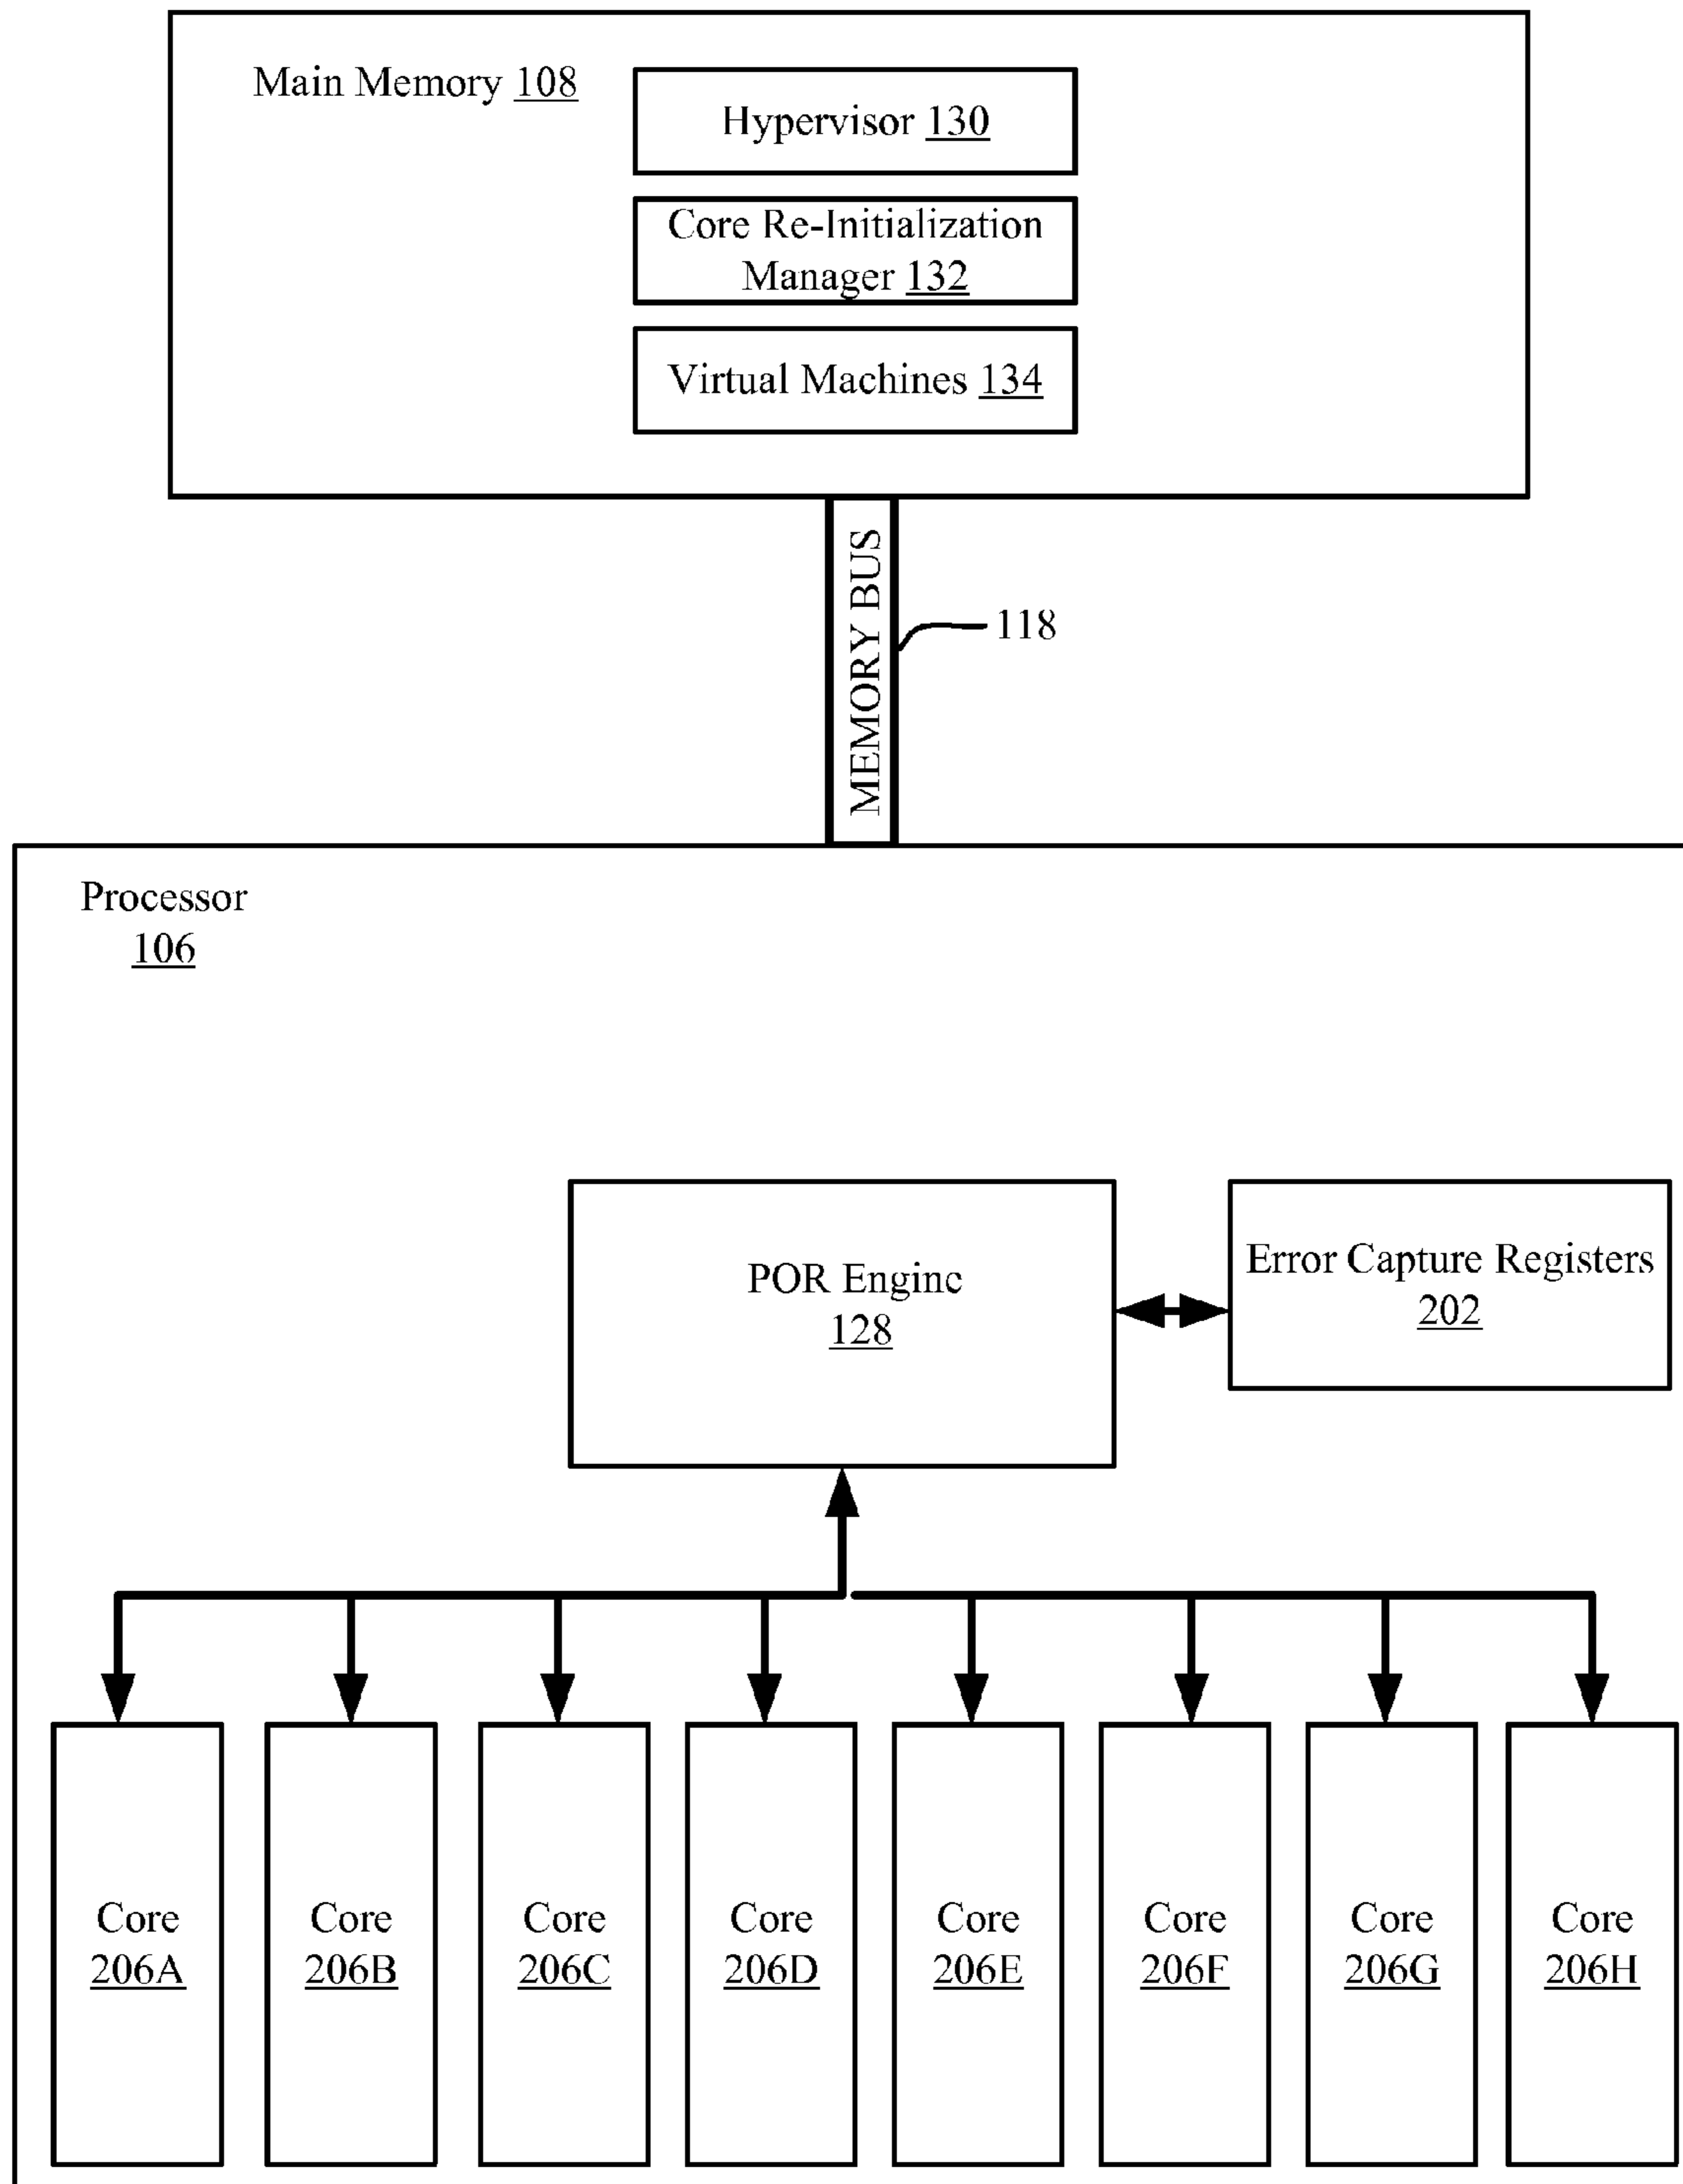 Main Memory 108
Hypervisor 130
Core Re-Initialization
Manager 132
Virtual Machines 134
MEMORY BUS
118
Processor
106
POR Engine
128
Error Capture Registers
202
Core
206A
Core
206B
Core
206C
Core
206D
Core
206E
Core
206F
Core
206G
Core
206H